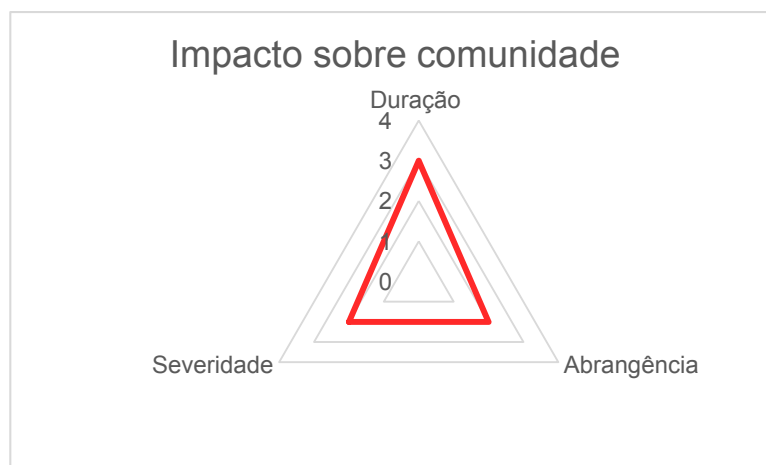 Impacto sobre comunidade
Duração
4
3
2
1
0
Severidade
Abrangência